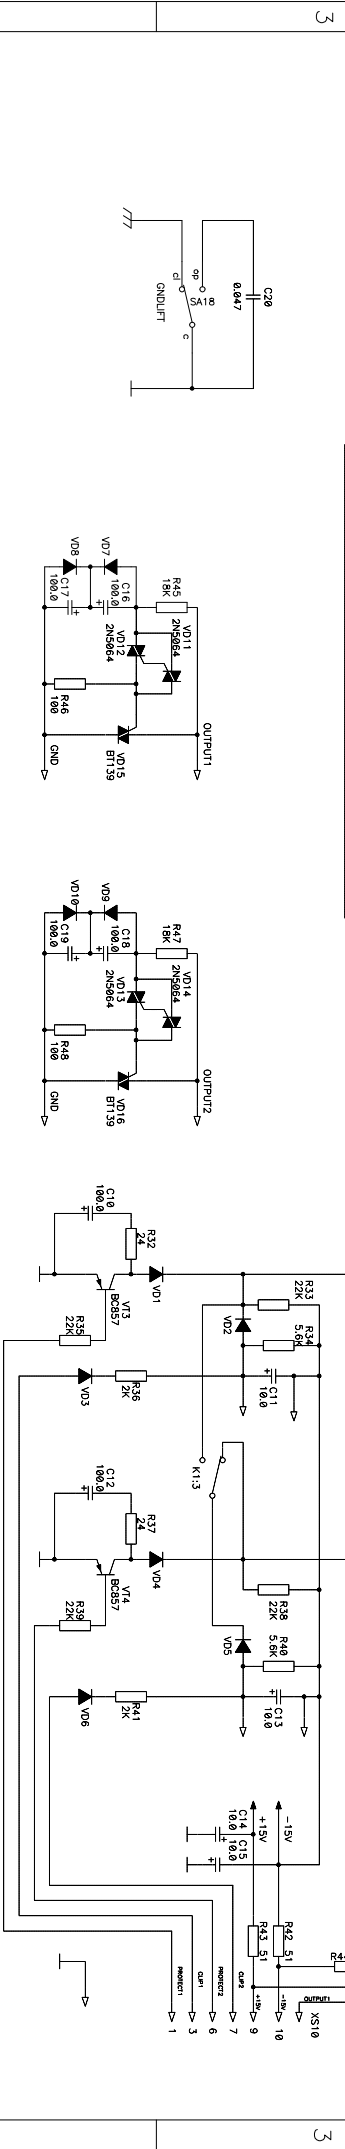 3
C20
0.047
op
cl
SA18
c
GNDLIFT
VD7
VD8
C16
100.0
C17
100.0
R45
18K
VD11
2N5064
VD12
2N5064
R46
100
OUTPUT1
VD15
BT139
GND
VD9
VD10
C18
100.0
C19
100.0
R47
18K
VD14
2N5064
VD13
2N5064
R48
100
OUTPUT2
VD16
BT139
GND
C10
100.0
R32
24
VD1
VT3
BC857
R35
22K
R33
22K
VD2
R34
5.6K
VD3
R36
2K
C11
10.0
K1:3
C12
100.0
R37
24
VD4
VT4
BC857
R39
22K
R38
22K
VD5
R40
5.6K
VD6
R41
2K
C13
10.0
-15V
+15V
C14
10.0
C15
10.0
R42
51
R43
51
R44
PROTECT1
CLIP1
PROTECT2
CLIP2
+15V
-15V
OUTPUT1
1
3
6
7
9
10
XS10
3